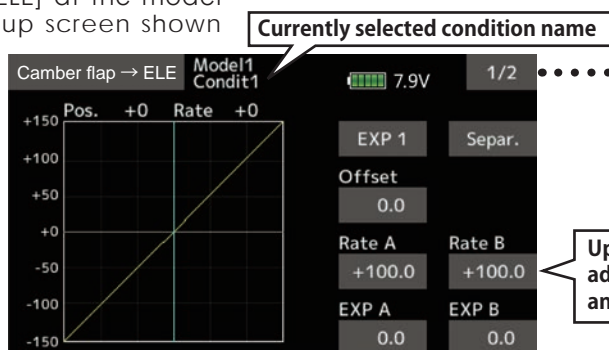 ELE] at the model
up screen shown
Currently selected condition name
Camber flap → ELE
Model1
Condit1
7.9V
1/2
Pos. +0 Rate +0
+150
+100
+50
+0
-50
-100
-150
EXP 1
Separ.
Offset
0.0
Rate A
Rate B
+100.0
+100.0
EXP A
EXP B
0.0
0.0
Up
ad
an